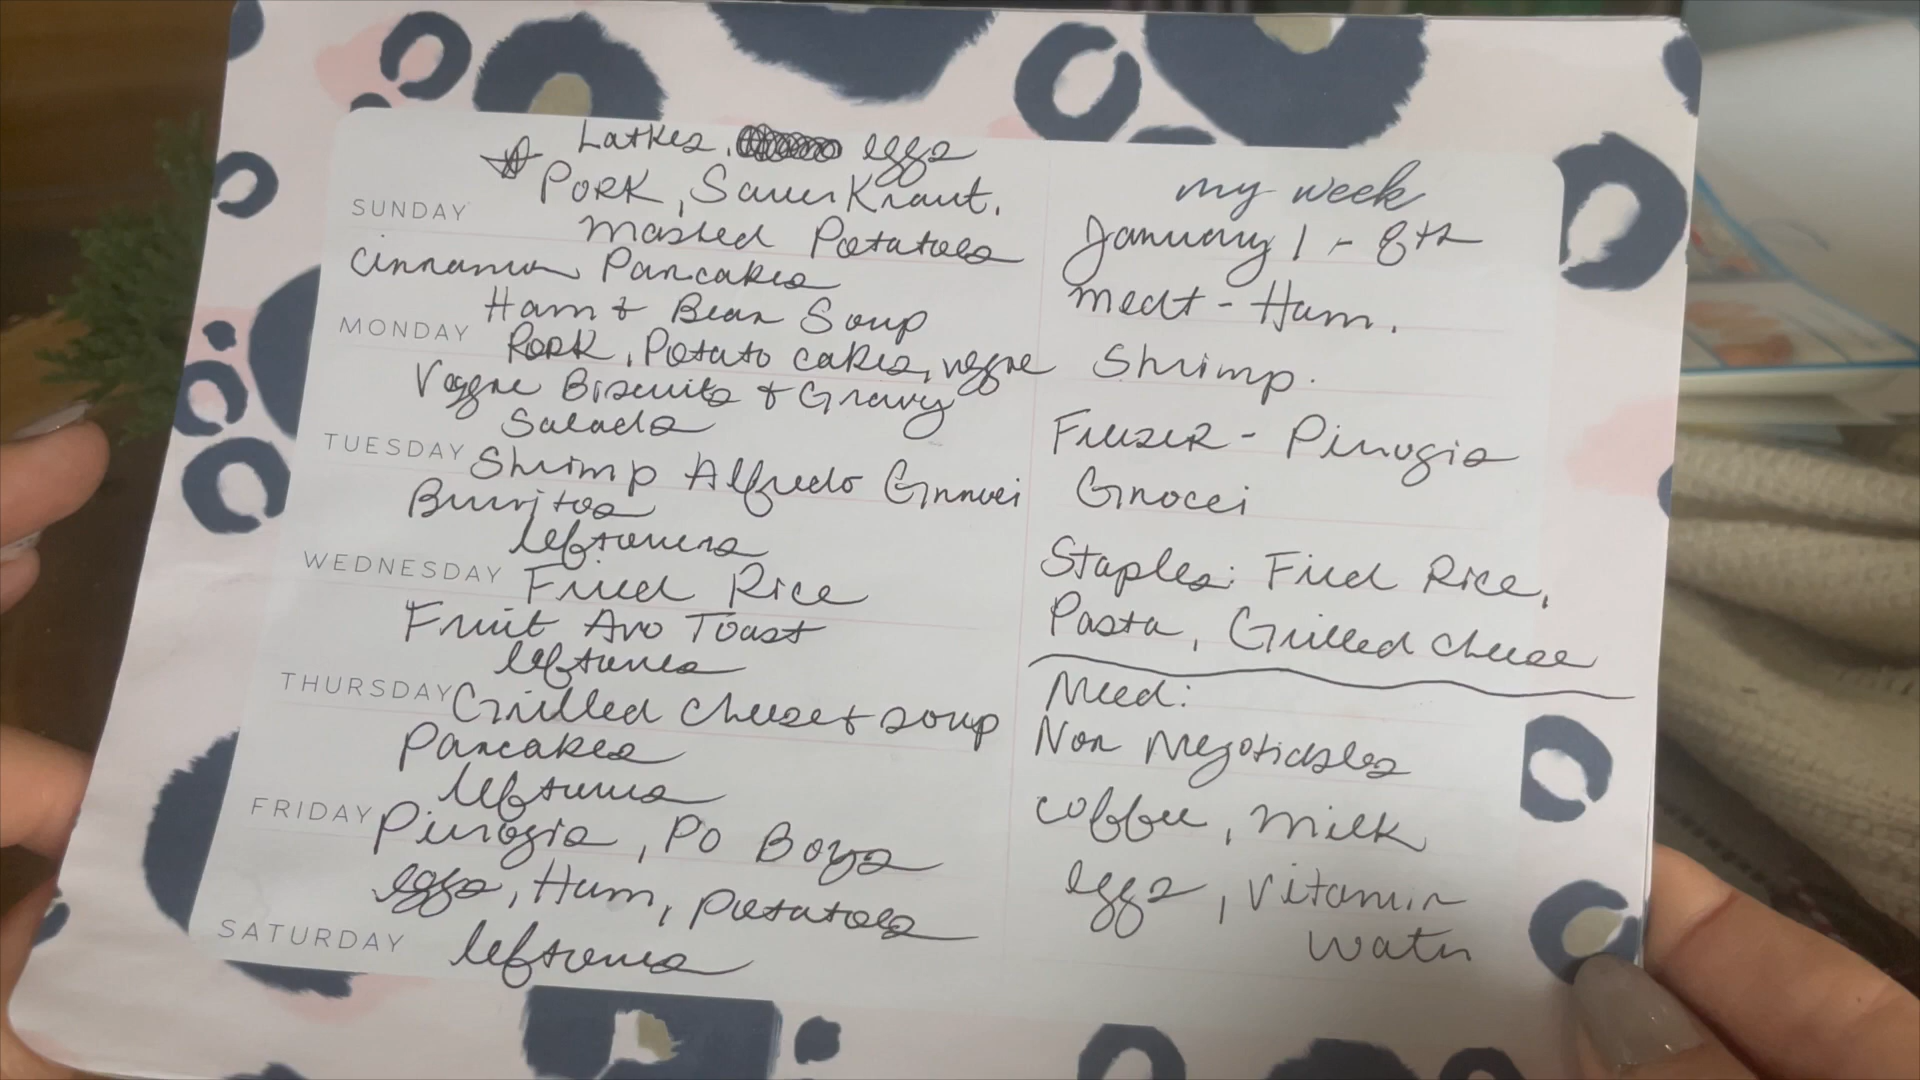 Latkes, eggs
PORK, SauerKraut,
SUNDAY
Mashed Potatoes
Cinnamon Pancakes
Ham & Bean Soup
MONDAY
Pork, Potato cakes, veggie
Veggie Biscuits & Gravy
Salads
TUESDAY
Shrimp Alfredo Gnnoci
Burritos
leftovers
WEDNESDAY
Fried Rice
Fruit Avo Toast
leftovers
THURSDAY
Grilled cheese & soup
Pancakes
leftovers
FRIDAY
Pierogis, Po Boys
eggs, Ham, Potatoes
SATURDAY
leftovers
my week
January 1 - 8th
Meat - Ham,
Shrimp.
Freezer - Pierogis
Gnocci
Staples: Fried Rice,
Pasta, Grilled cheese
Need:
Non Negotiables
coffee, milk
eggs, vitamin
water